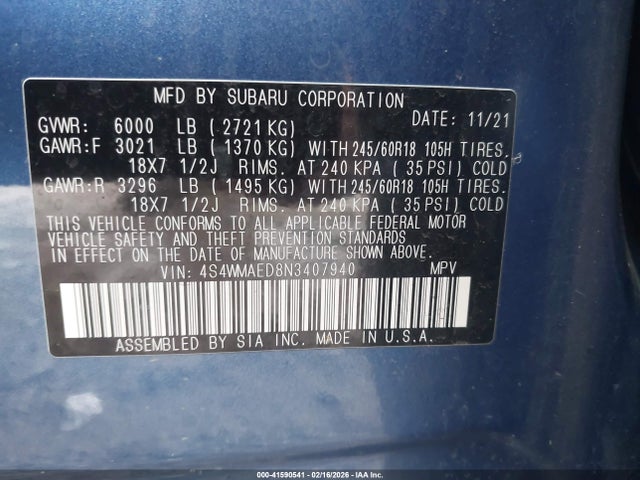 MFD BY SUBARU CORPORATION
DATE: 11/21
GVWR: 6000 LB ( 2721 KG)
GAWR:F 3021 LB ( 1370 KG) WITH 245/60R18 105H TIRES.
18X7 1/2J RIMS. AT 240 KPA ( 35 PSI) COLD
GAWR:R 3296 LB ( 1495 KG) WITH 245/60R18 105H TIRES.
18X7 1/2J RIMS. AT 240 KPA ( 35 PSI) COLD
THIS VEHICLE CONFORMS TO ALL APPLICABLE FEDERAL MOTOR
VEHICLE SAFETY AND THEFT PREVENTION STANDARDS
IN EFFECT ON THE DATE OF MANUFACTURE SHOWN ABOVE.
VIN: 4S4WMAED8N3407940 MPV
ASSEMBLED BY SIA INC. MADE IN U.S.A.
000-41590541 02/16/2026 - IAA Inc.